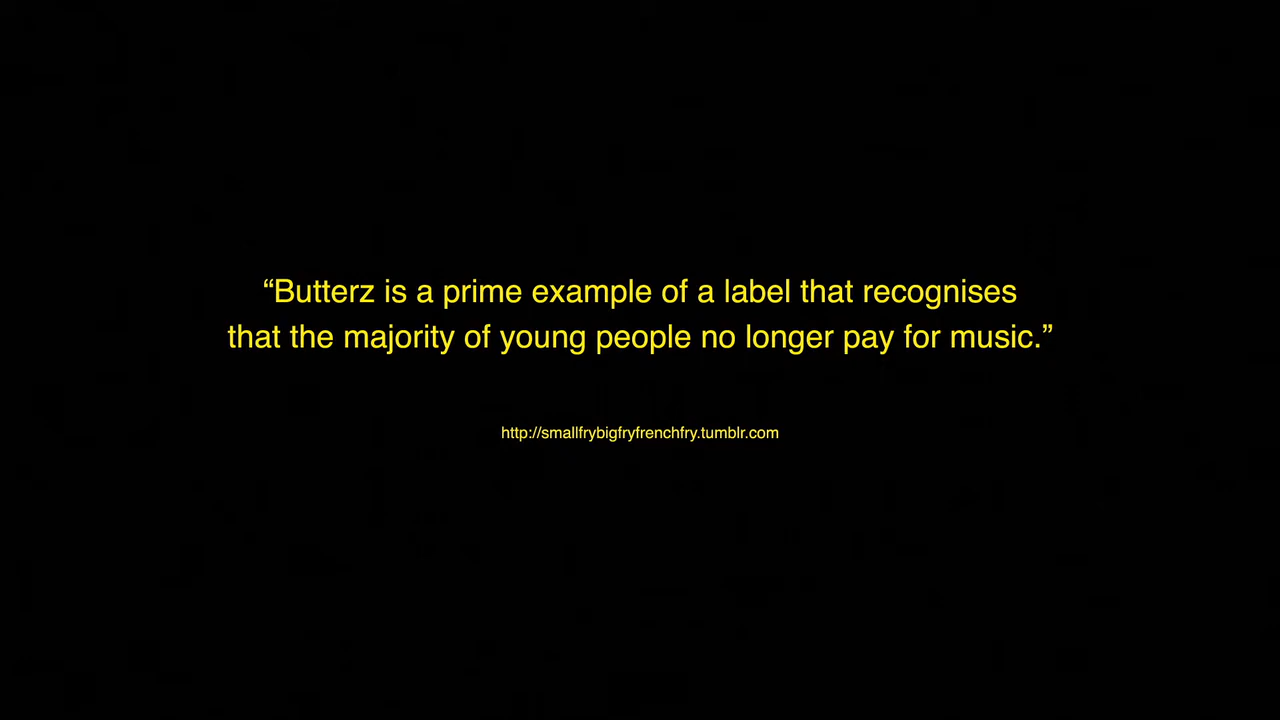 “Butterz is a prime example of a label that recognises
that the majority of young people no longer pay for music.”
http://smallfrybigfryfrenchfry.tumblr.com